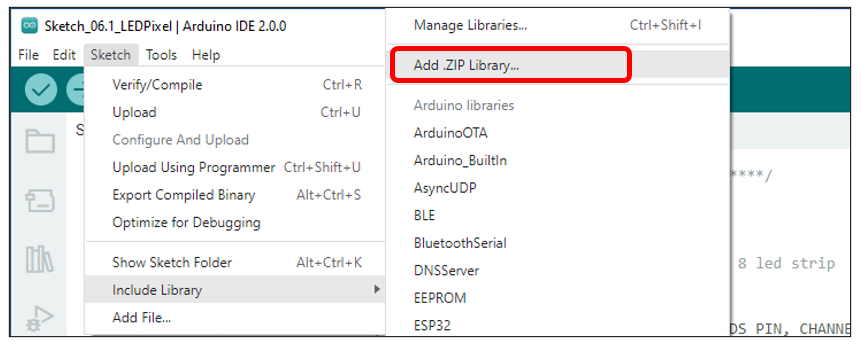 Sketch_06.1_LEDPixel | Arduino IDE 2.0.0
File Edit Sketch Tools Help
Verify/Compile Ctrl+R
Upload Ctrl+U
Configure And Upload
Upload Using Programmer Ctrl+Shift+U
Export Compiled Binary Alt+Ctrl+S
Optimize for Debugging
Show Sketch Folder Alt+Ctrl+K
Include Library
Add File...
Manage Libraries... Ctrl+Shift+I
Add .ZIP Library...
Arduino libraries
ArduinoOTA
Arduino_BuiltIn
AsyncUDP
BLE
BluetoothSerial
DNSServer
EEPROM
ESP32
S
****/
8 led strip
DS_PIN, CHANNE